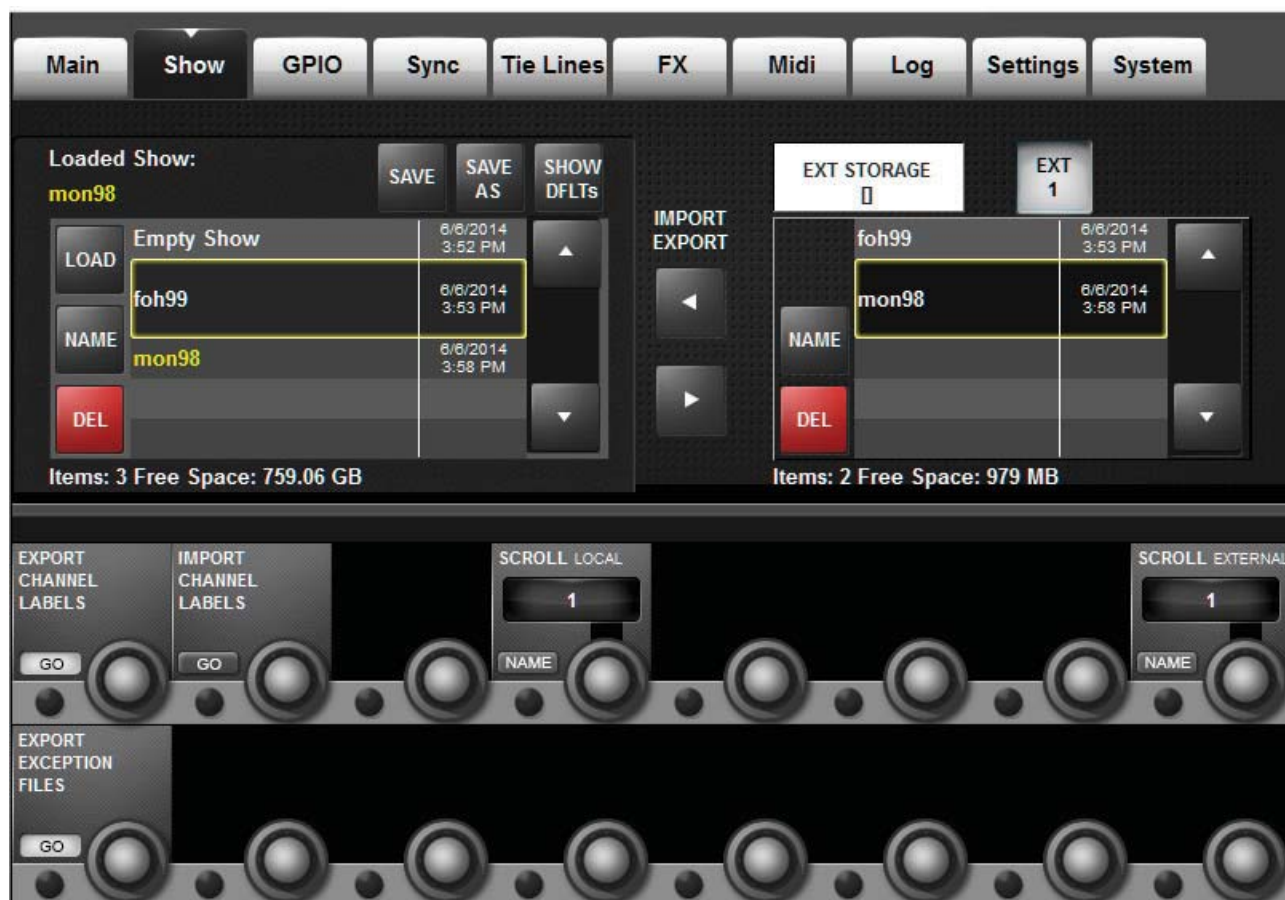 Main Show GPIO Sync Tie Lines FX Midi Log Settings System
Loaded Show:
mon98
SAVE
SAVE
AS
SHOW
DFLTs
LOAD
NAME
DEL
Empty Show 6/6/2014
3:52 PM
foh99 6/6/2014
3:53 PM
mon98 6/6/2014
3:58 PM
Items: 3 Free Space: 759.06 GB
IMPORT
EXPORT
EXT STORAGE
[]
EXT
1
NAME
DEL
foh99 6/6/2014
3:53 PM
mon98 6/6/2014
3:58 PM
Items: 2 Free Space: 979 MB
EXPORT
CHANNEL
LABELS
GO
IMPORT
CHANNEL
LABELS
GO
SCROLL LOCAL
1
NAME
SCROLL EXTERNAL
1
NAME
EXPORT
EXCEPTION
FILES
GO